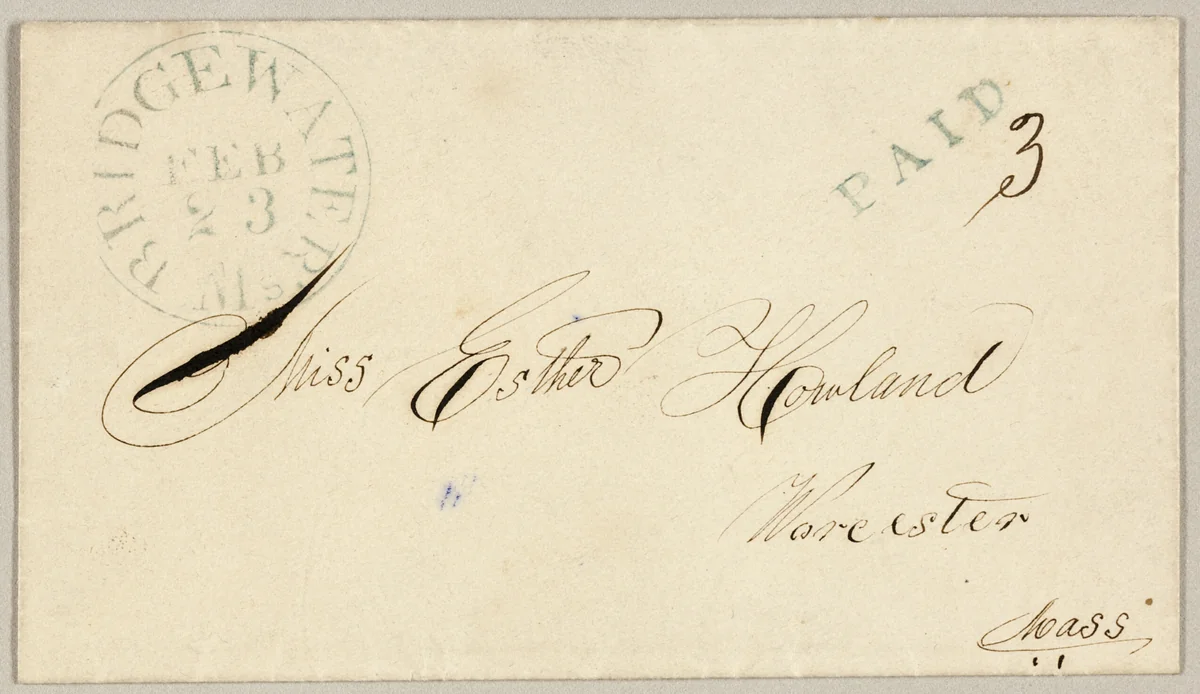 BRIDGEWATER
FEB
23
Ms.
PAID
3
Miss Esther Howland
Worcester
Mass